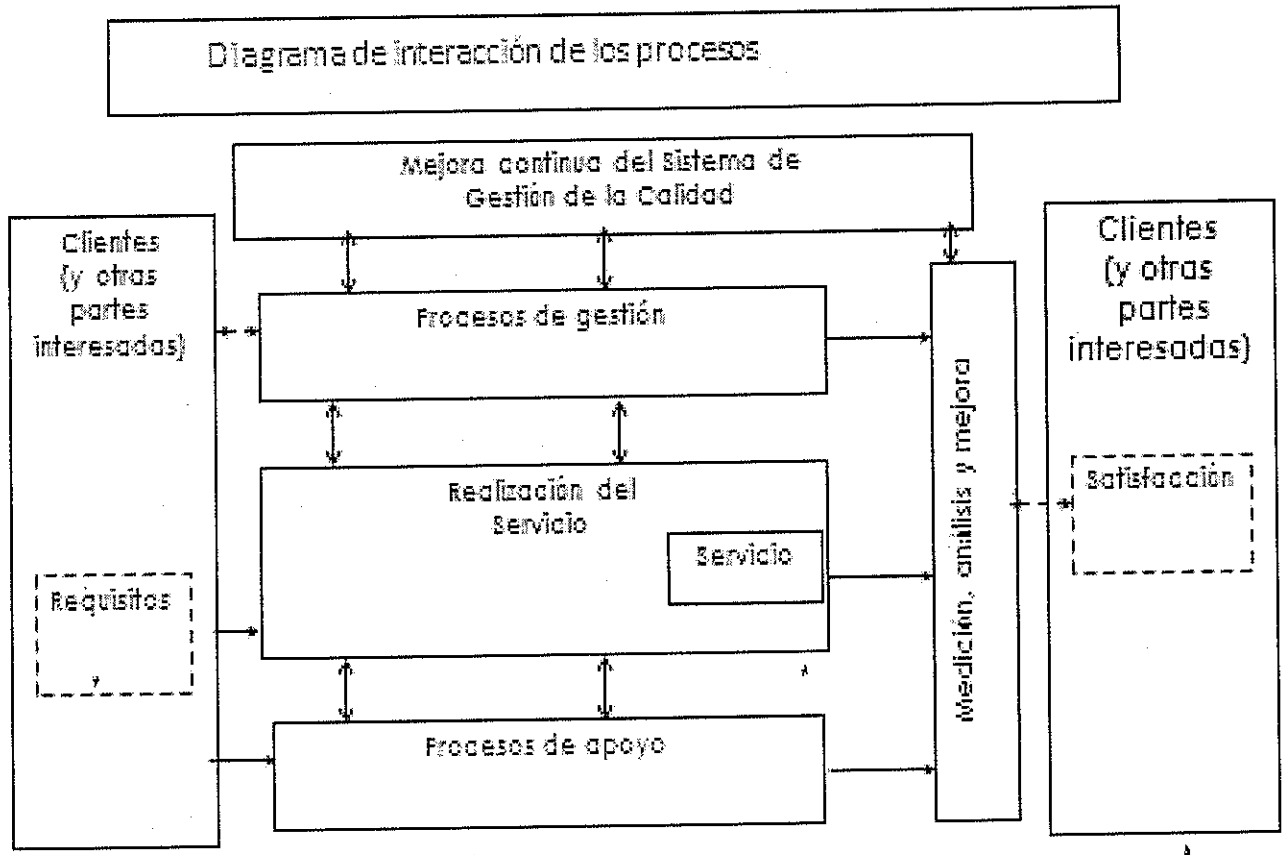 Diagrama de interacción de los procesos
Mejora continua del Sistema de
Gestión de la Calidad
Clientes
(y otras
partes
interesadas)
Requisitos
Procesos de gestión
Realización del
Servicio
Servicio
Procesos de apoyo
Medición, análisis y mejora
Clientes
(y otras
partes
interesadas)
Satisfacción